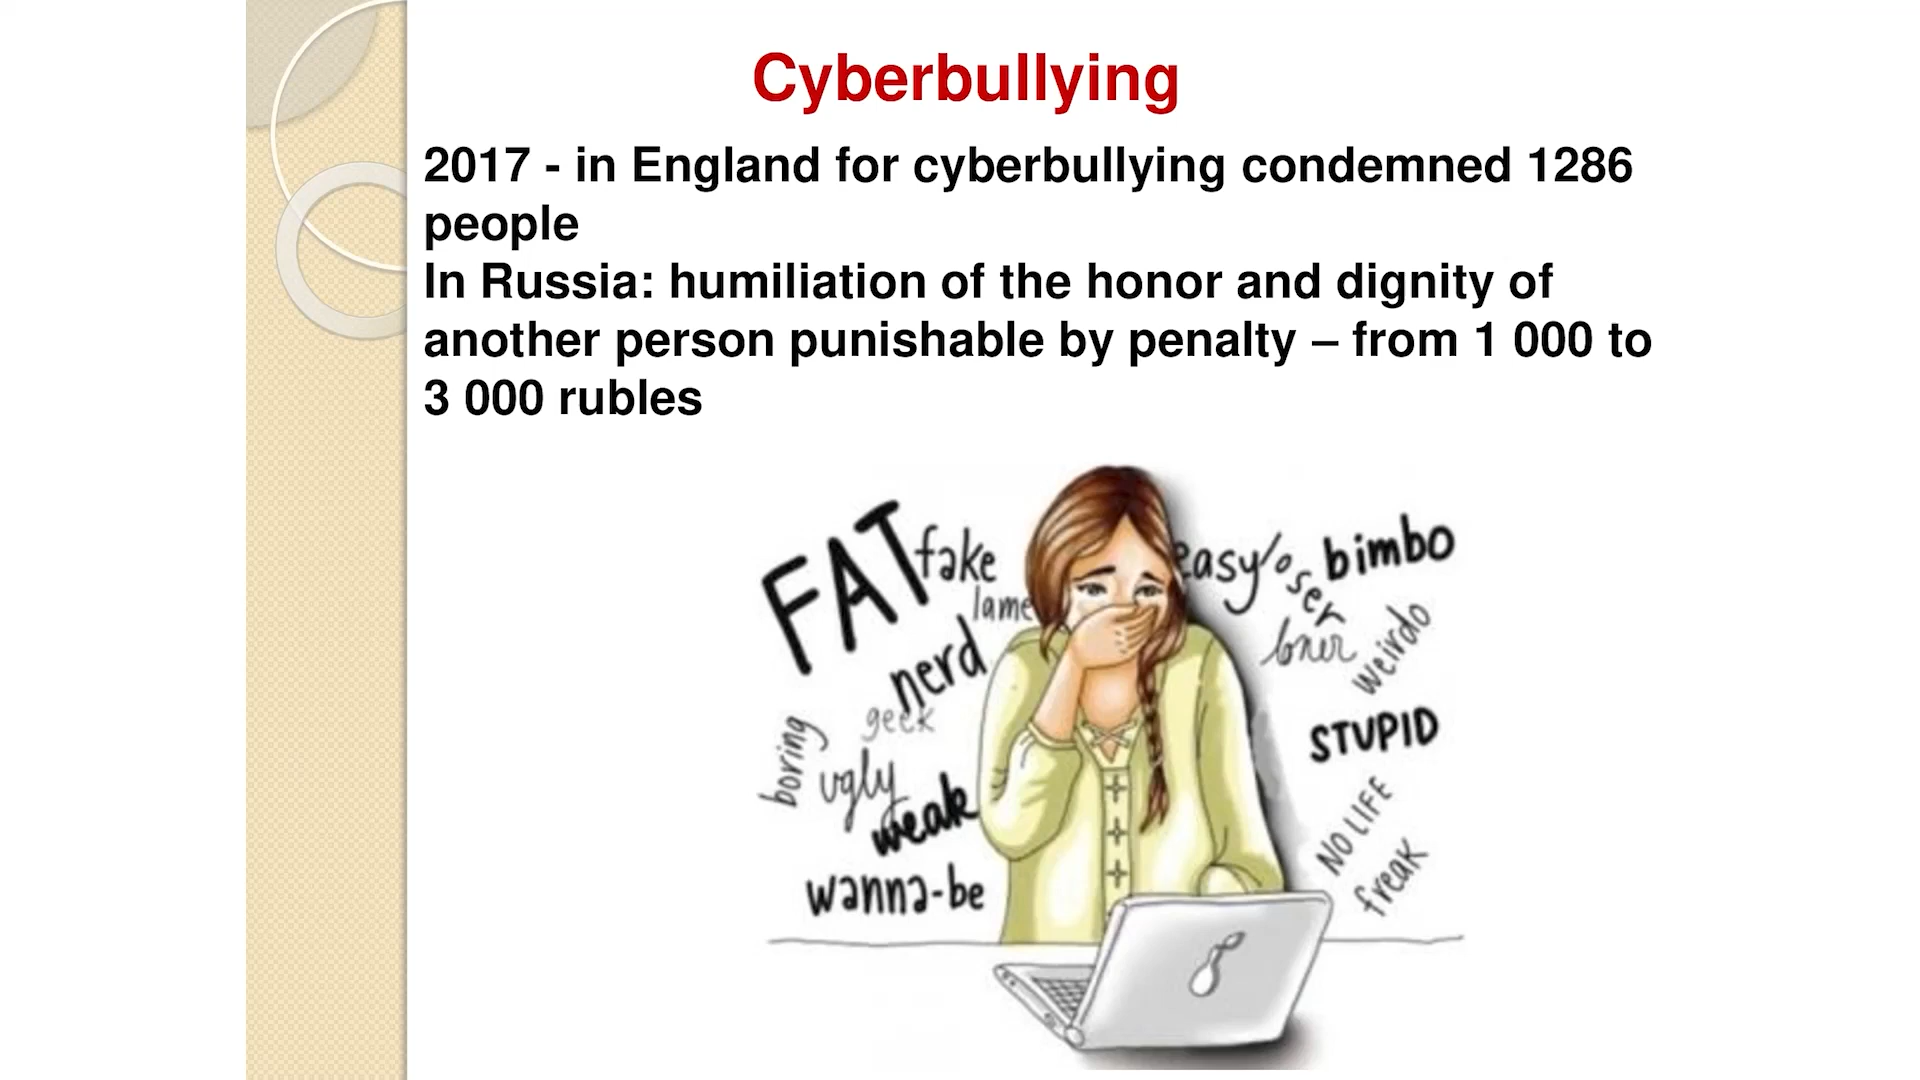 Cyberbullying
2017 - in England for cyberbullying condemned 1286
people
In Russia: humiliation of the honor and dignity of
another person punishable by penalty – from 1 000 to
3 000 rubles
FAT
fake
lame
nerd
geek
boring
ugly
weak
wanna-be
easy
loser
bimbo
weirdo
STUPID
NO LIFE
freak